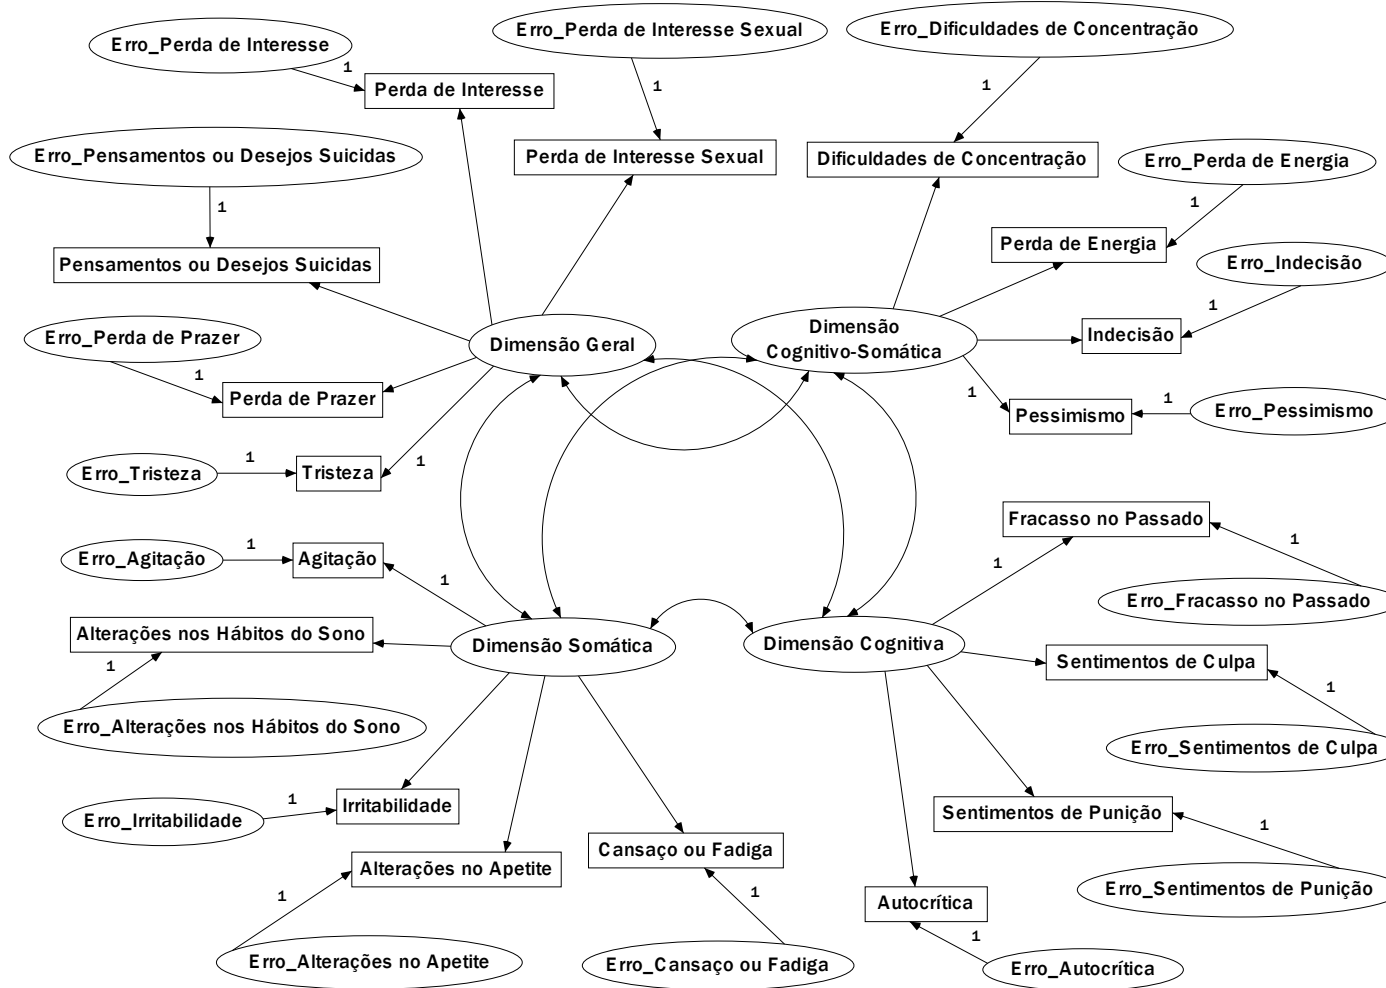 Erro_Perda de Interesse
Erro_Perda de Interesse Sexual
Erro_Dificuldades de Concentração
1
Perda de Interesse
1
1
Erro_Pensamentos ou Desejos Suicidas
Perda de Interesse Sexual
Dificuldades de Concentração
Erro_Perda de Energia
1
1
Pensamentos ou Desejos Suicidas
Perda de Energia
Erro_Indecisão
1
Erro_Perda de Prazer
Dimensão Geral
Dimensão
Cognitivo-Somática
Indecisão
1
Perda de Prazer
1
Pessimismo
1
Erro_Pessimismo
Erro_Tristeza
1
Tristeza
1
Fracasso no Passado
Erro_Agitação
1
Agitação
1
1
1
Erro_Fracasso no Passado
Alterações nos Hábitos do Sono
Dimensão Somática
Dimensão Cognitiva
Sentimentos de Culpa
1
1
Erro_Alterações nos Hábitos do Sono
Erro_Sentimentos de Culpa
Erro_Irritabilidade
1
Irritabilidade
Sentimentos de Punição
1
Cansaço ou Fadiga
Alterações no Apetite
Erro_Sentimentos de Punição
1
1
Autocrítica
1
Erro_Alterações no Apetite
Erro_Cansaço ou Fadiga
Erro_Autocrítica